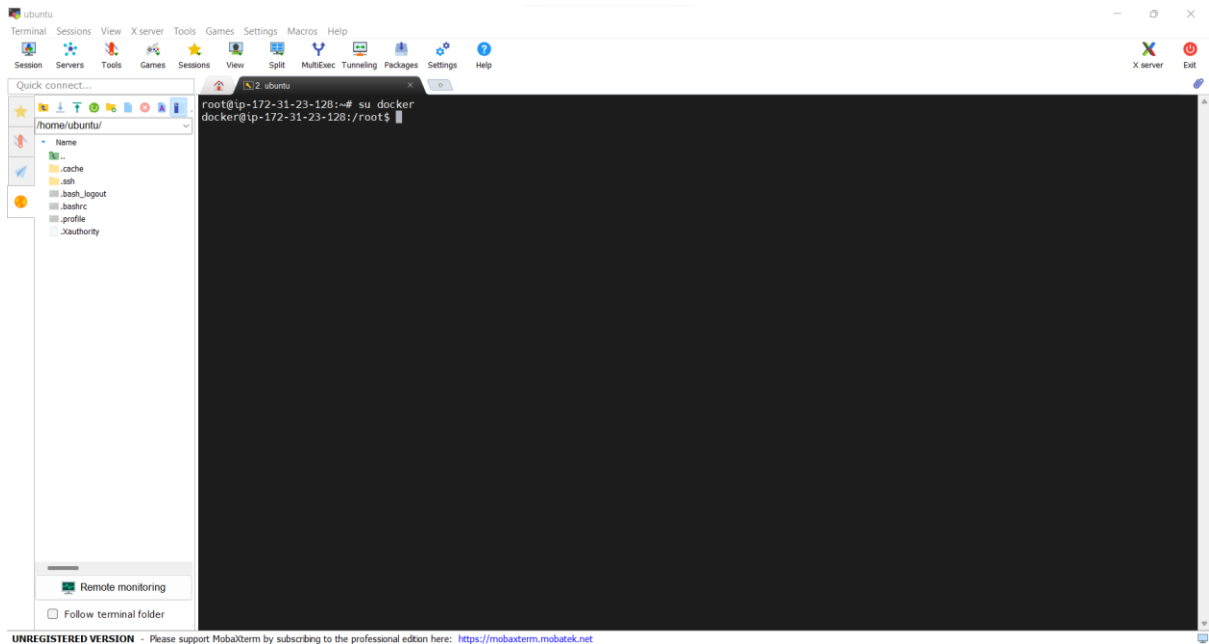 ubuntu
Terminal Sessions View X server Tools Games Settings Macros Help
Session Servers Tools Games Sessions View Split MultiExec Tunneling Packages Settings Help X server Exit
Quick connect...
2. ubuntu
/home/ubuntu/
Name
..
.cache
.ssh
.bash_logout
.bashrc
.profile
.Xauthority
root@ip-172-31-23-128:~# su docker
docker@ip-172-31-23-128:/root$
Remote monitoring
Follow terminal folder
UNREGISTERED VERSION - Please support MobaXterm by subscribing to the professional edition here: https://mobaxterm.mobatek.net